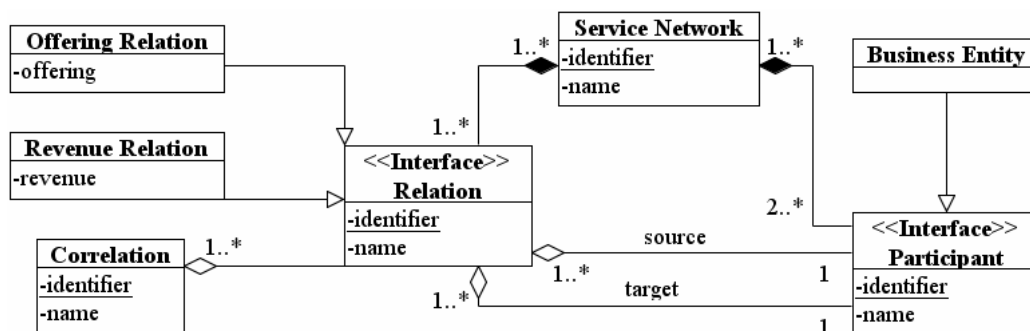 Offering Relation
-offering
Revenue Relation
-revenue
Correlation
-identifier
-name
1..*
<<Interface>>
Relation
-identifier
-name
1..*
1..*
Service Network
-identifier
-name
1..*
2..*
Business Entity
<<Interface>>
Participant
-identifier
-name
source
1..*
1
target
1..*
1